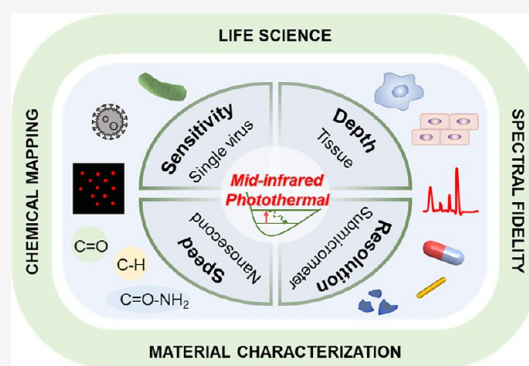 LIFE SCIENCE
CHEMICAL MAPPING
SPECTRAL FIDELITY
Sensitivity
Single virus
Depth
Tissue
Mid-infrared
Photothermal
Speed
Nanosecond
Resolution
Submicrometer
C=O
C-H
C=O-NH₂
MATERIAL CHARACTERIZATION